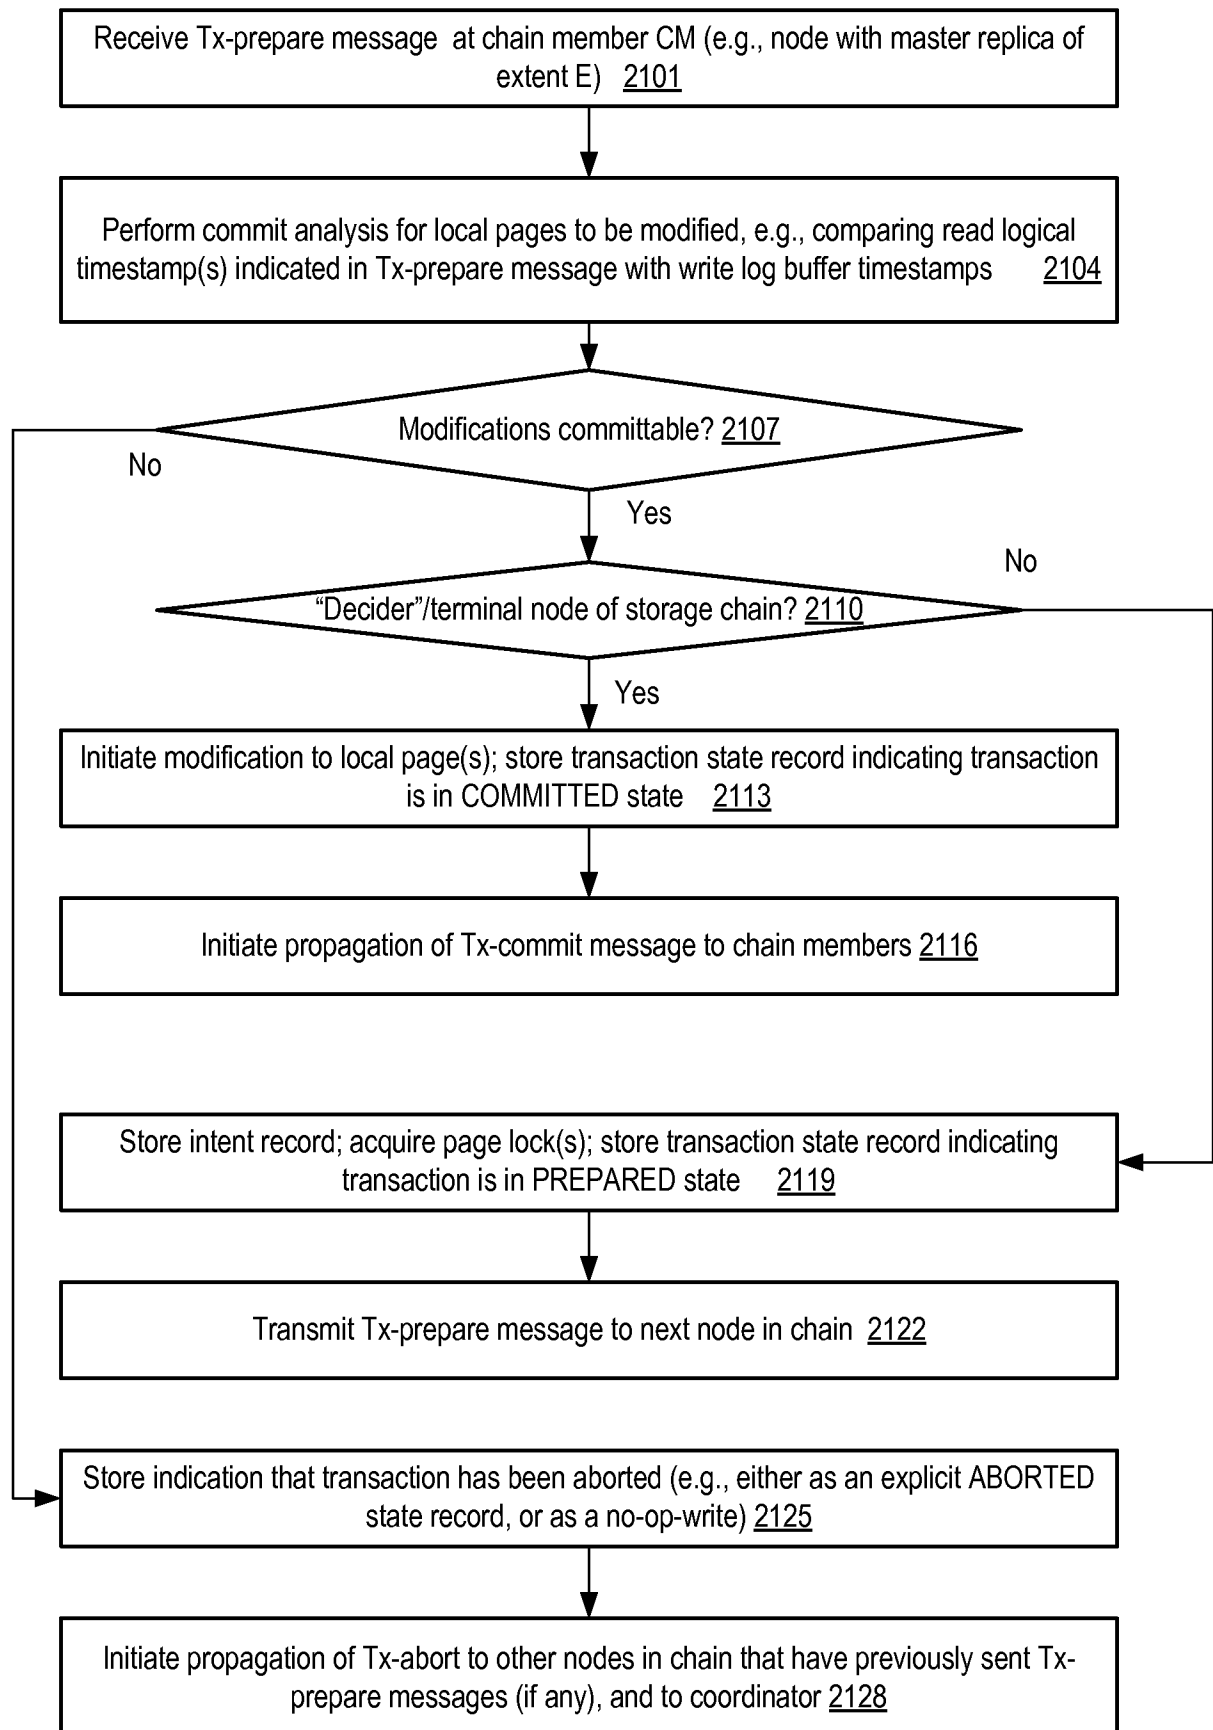 Receive Tx-prepare message at chain member CM (e.g., node with master replica of
extent E) 2101
Perform commit analysis for local pages to be modified, e.g., comparing read logical
timestamp(s) indicated in Tx-prepare message with write log buffer timestamps 2104
Modifications committable? 2107
No
Yes
No
“Decider”/terminal node of storage chain? 2110
Yes
Initiate modification to local page(s); store transaction state record indicating transaction
is in COMMITTED state 2113
Initiate propagation of Tx-commit message to chain members 2116
Store intent record; acquire page lock(s); store transaction state record indicating
transaction is in PREPARED state 2119
Transmit Tx-prepare message to next node in chain 2122
Store indication that transaction has been aborted (e.g., either as an explicit ABORTED
state record, or as a no-op-write) 2125
Initiate propagation of Tx-abort to other nodes in chain that have previously sent Tx-
prepare messages (if any), and to coordinator 2128